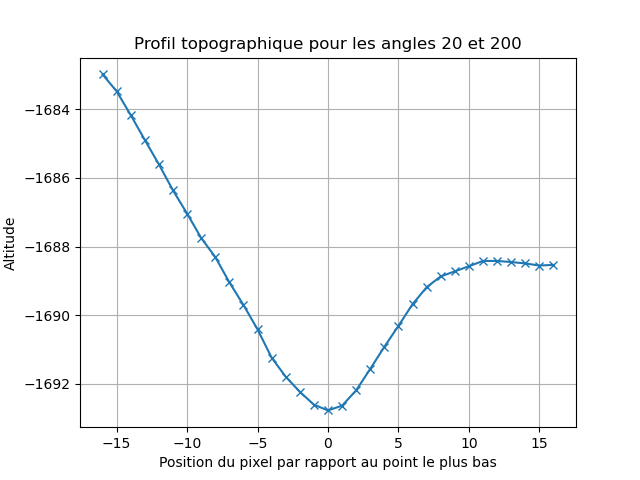 Profil topographique pour les angles 20 et 200
−1684
−1686
−1688
−1690
−1692
Altitude
−15 −10 −5 0 5 10 15
Position du pixel par rapport au point le plus bas